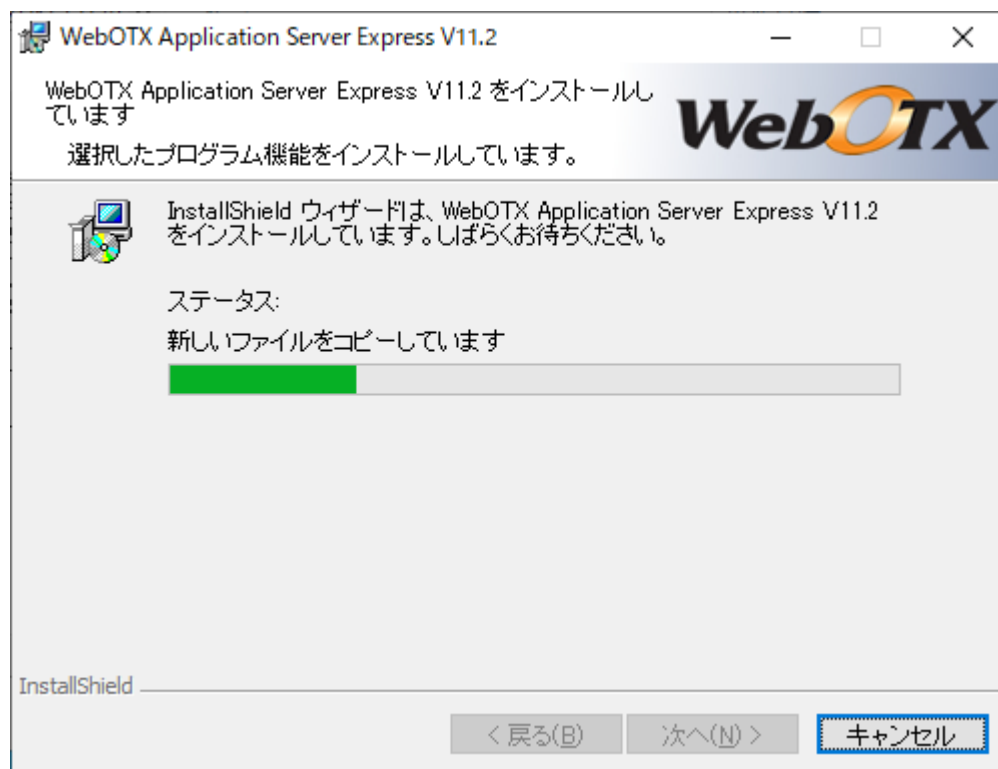 WebOTX Application Server Express V11.2
WebOTX Application Server Express V11.2 をインストールし
ています
選択したプログラム機能をインストールしています。
WebOTX
InstallShield ウィザードは、WebOTX Application Server Express V11.2
をインストールしています。しばらくお待ちください。
ステータス:
新しいファイルをコピーしています
InstallShield
< 戻る(B)
次へ(N) >
キャンセル